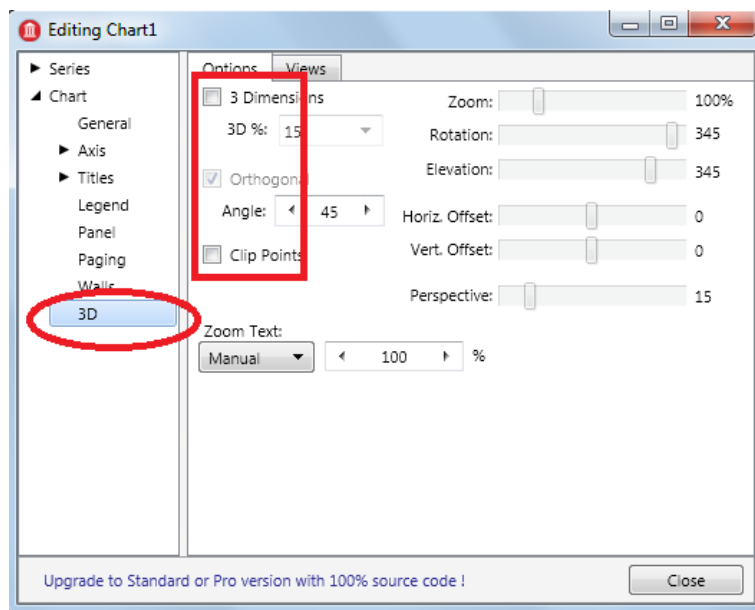 Editing Chart1
Series
Chart
General
Axis
Titles
Legend
Panel
Paging
Walls
3D
Options Views
3 Dimensions
3D %: 15
Orthogonal
Angle: 45
Clip Points
Zoom: 100%
Rotation: 345
Elevation: 345
Horiz. Offset: 0
Vert. Offset: 0
Perspective: 15
Zoom Text:
Manual 100 %
Upgrade to Standard or Pro version with 100% source code !
Close